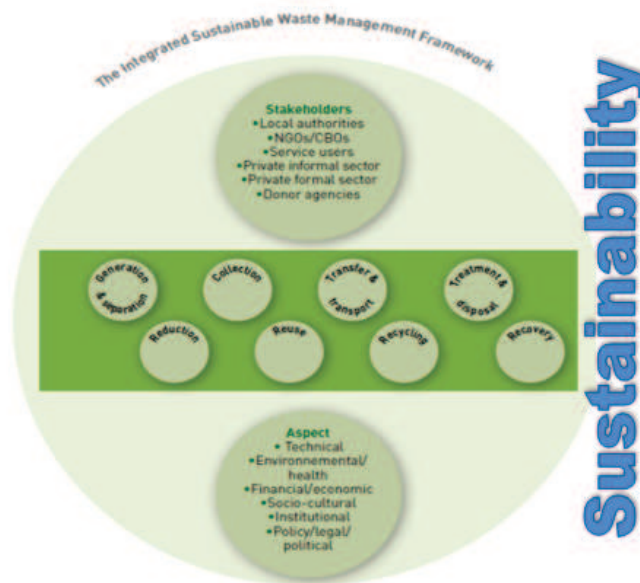 The Integrated Sustainable Waste Management Framework
Stakeholders
•Local authorities
•NGOs/CBOs
•Service users
•Private informal sector
•Private formal sector
•Donor agencies
Generation
& separation
Collection
Transfer &
transport
Treatment &
disposal
Reduction
Reuse
Recycling
Recovery
Aspect
• Technical
•Environnemental/
health
•Financial/economic
•Socio-cultural
•Institutional
•Policy/legal/
political
Sustainability